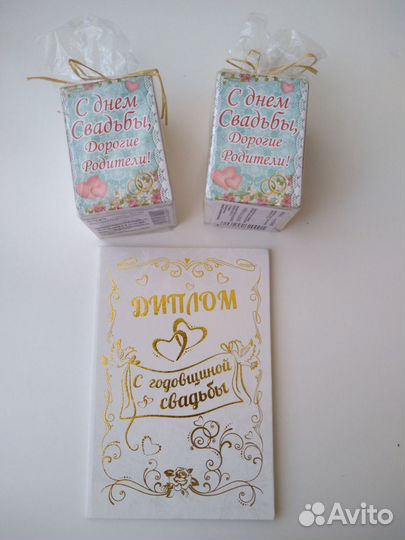 С днем
Свадьбы,
Дорогие
Родители!
С днем
Свадьбы,
Дорогие
Родители!
ДИПЛОМ
С годовщиной
свадьбы
Avito